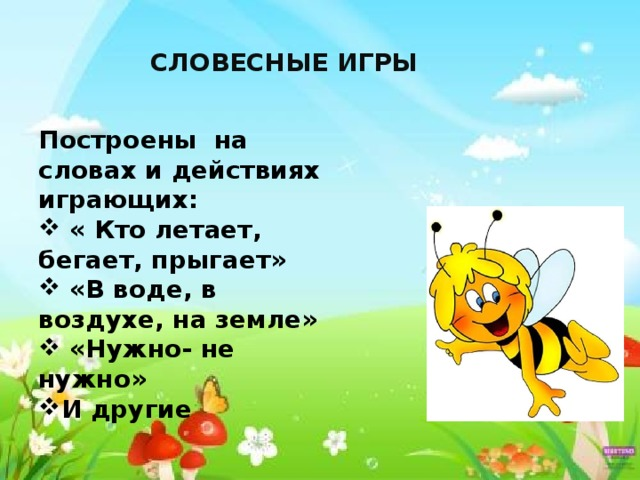 СЛОВЕСНЫЕ ИГРЫ
Построены на
словах и действиях
играющих:
❖ « Кто летает,
бегает, прыгает»
❖ «В воде, в
воздухе, на земле»
❖ «Нужно- не
нужно»
❖И другие